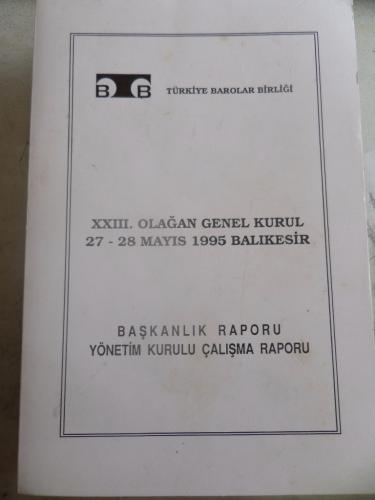 B B TÜRKİYE BAROLAR BİRLİĞİ
XXIII. OLAĞAN GENEL KURUL
27 - 28 MAYIS 1995 BALIKESİR
BAŞKANLIK RAPORU
YÖNETİM KURULU ÇALIŞMA RAPORU